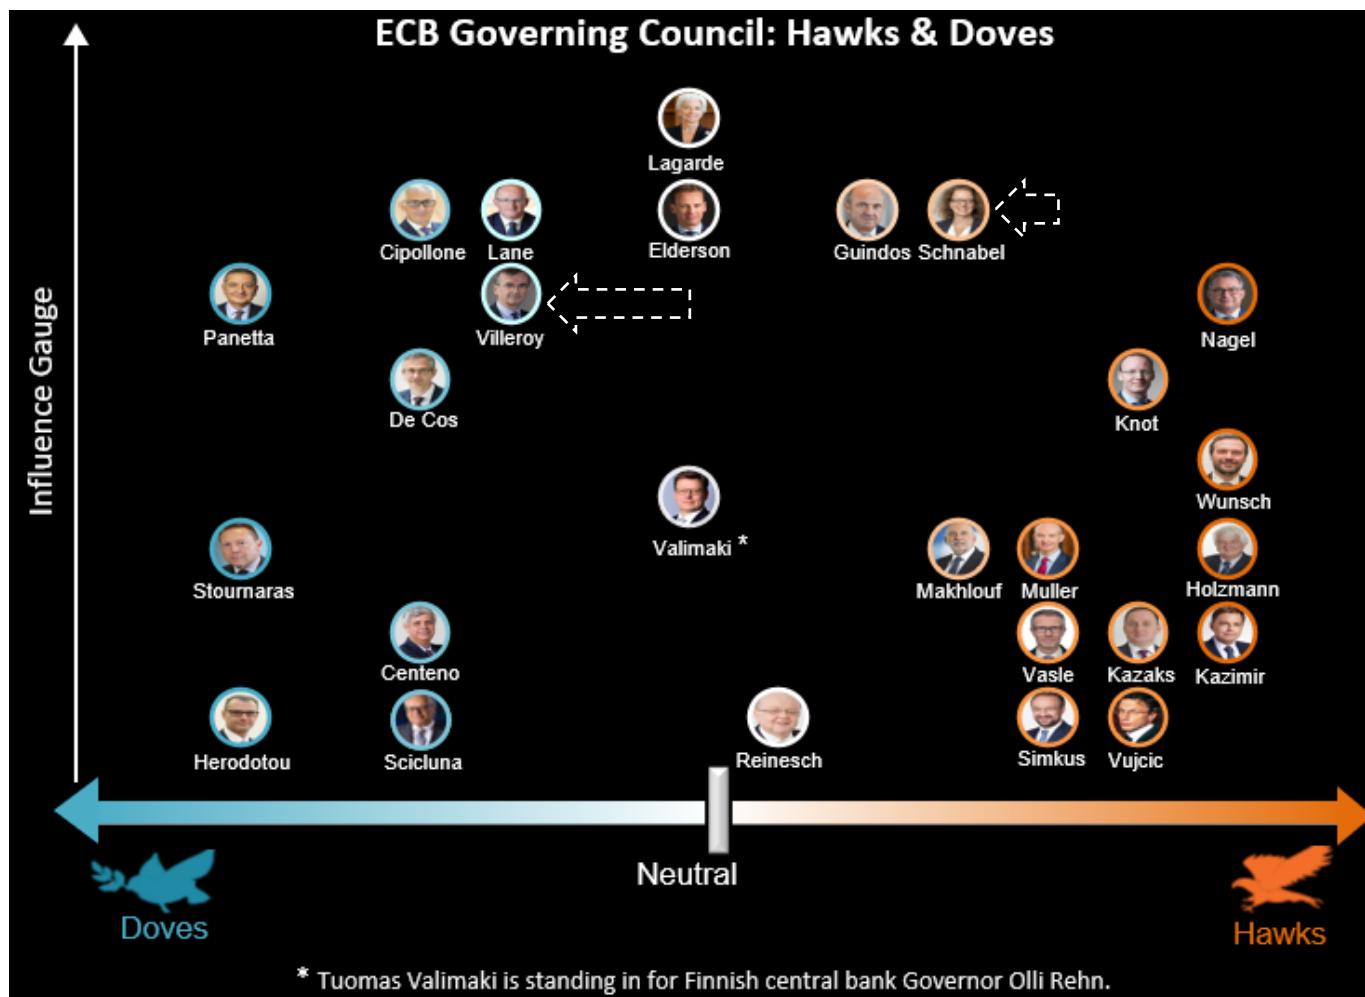 ECB Governing Council: Hawks & Doves
Influence Gauge
Lagarde
Cipollone
Lane
Elderson
Guindos
Schnabel
Panetta
Villeroy
Nagel
De Cos
Knot
Wunsch
Valimaki *
Stournaras
Makhlouf
Muller
Holzmann
Centeno
Vasle
Kazaks
Kazimir
Herodotou
Scicluna
Reinesch
Simkus
Vujcic
Neutral
Doves
Hawks
* Tuomas Valimaki is standing in for Finnish central bank Governor Olli Rehn.